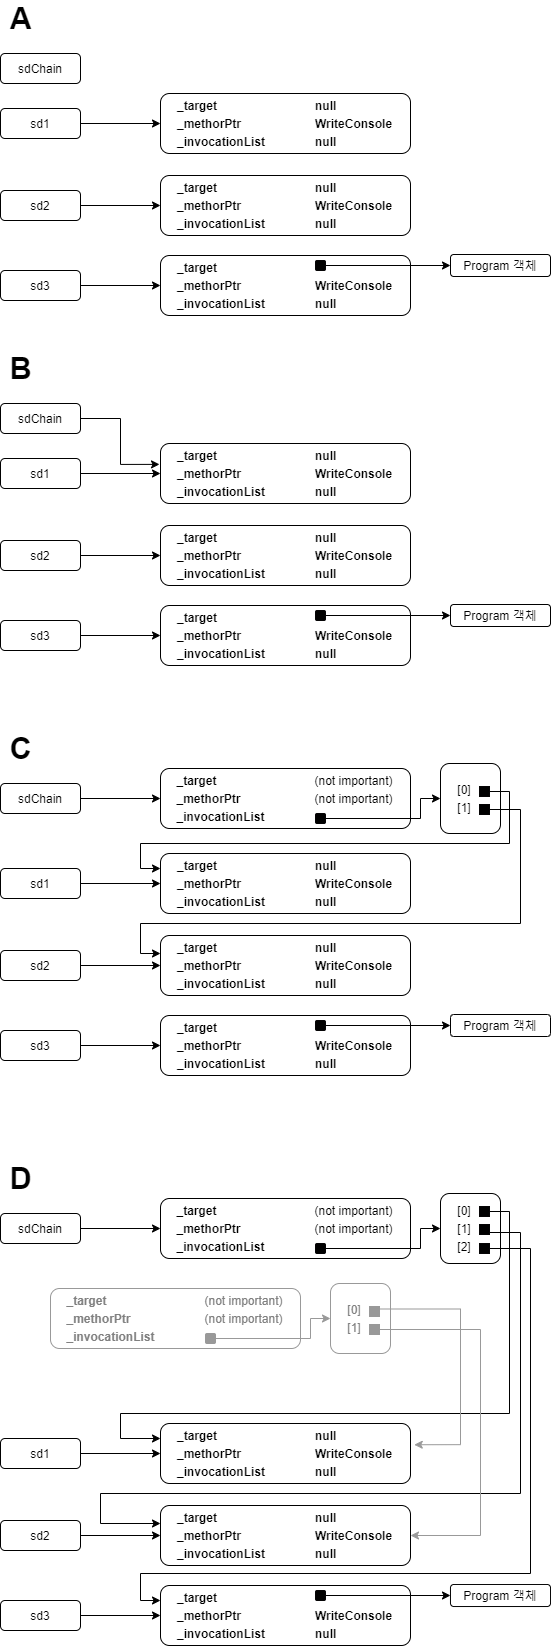 A
sdChain
_target null
sd1 _methorPtr WriteConsole
_invocationList null
_target null
sd2 _methorPtr WriteConsole
_invocationList null
_target Program 객체
sd3 _methorPtr WriteConsole
_invocationList null
B
sdChain
_target null
sd1 _methorPtr WriteConsole
_invocationList null
_target null
sd2 _methorPtr WriteConsole
_invocationList null
_target Program 객체
sd3 _methorPtr WriteConsole
_invocationList null
C
_target (not important) [0]
sdChain _methorPtr (not important) [1]
_invocationList
_target null
sd1 _methorPtr WriteConsole
_invocationList null
_target null
sd2 _methorPtr WriteConsole
_invocationList null
_target Program 객체
sd3 _methorPtr WriteConsole
_invocationList null
D
_target (not important) [0]
sdChain _methorPtr (not important) [1]
_invocationList [2]
_target (not important) [0]
_methorPtr (not important) [1]
_invocationList
_target null
sd1 _methorPtr WriteConsole
_invocationList null
_target null
sd2 _methorPtr WriteConsole
_invocationList null
_target Program 객체
sd3 _methorPtr WriteConsole
_invocationList null